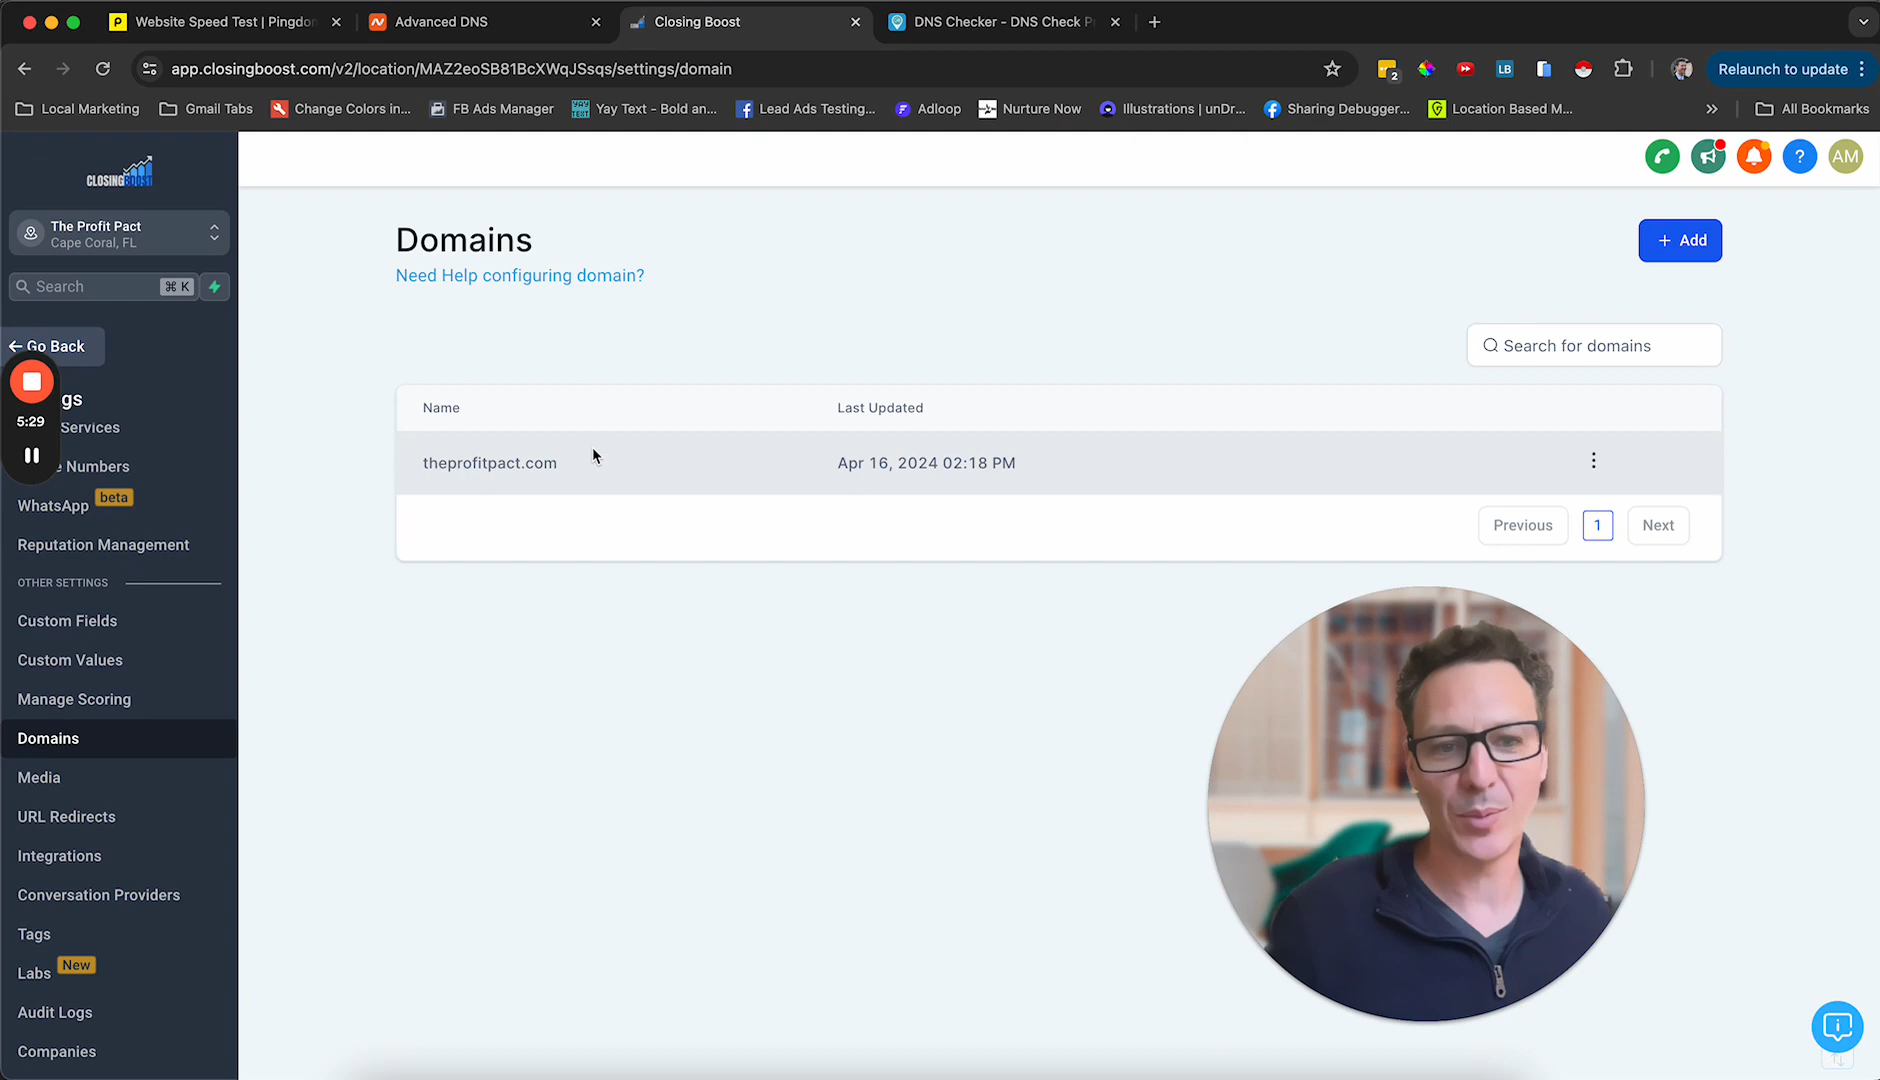 Website Speed Test | Pingdom
Advanced DNS
Closing Boost
DNS Checker - DNS Check P
app.closingboost.com/v2/location/MAZ2eoSB81BcXWqJSsqs/settings/domain
2
LB
Relaunch to update
Local Marketing
Gmail Tabs
Change Colors in...
FB Ads Manager
Yay Text - Bold an...
Lead Ads Testing...
Adloop
Nurture Now
Illustrations | unDr...
Sharing Debugger...
Location Based M...
All Bookmarks
CLOSINGBOOST
AM
The Profit Pact
Cape Coral, FL
Search
⌘ K
Go Back
gs
Services
e Numbers
WhatsApp
beta
Reputation Management
OTHER SETTINGS
Custom Fields
Custom Values
Manage Scoring
Domains
Media
URL Redirects
Integrations
Conversation Providers
Tags
Labs
New
Audit Logs
Companies
5:29
Domains
Need Help configuring domain?
+ Add
Search for domains
Name
Last Updated
theprofitpact.com
Apr 16, 2024 02:18 PM
Previous
1
Next